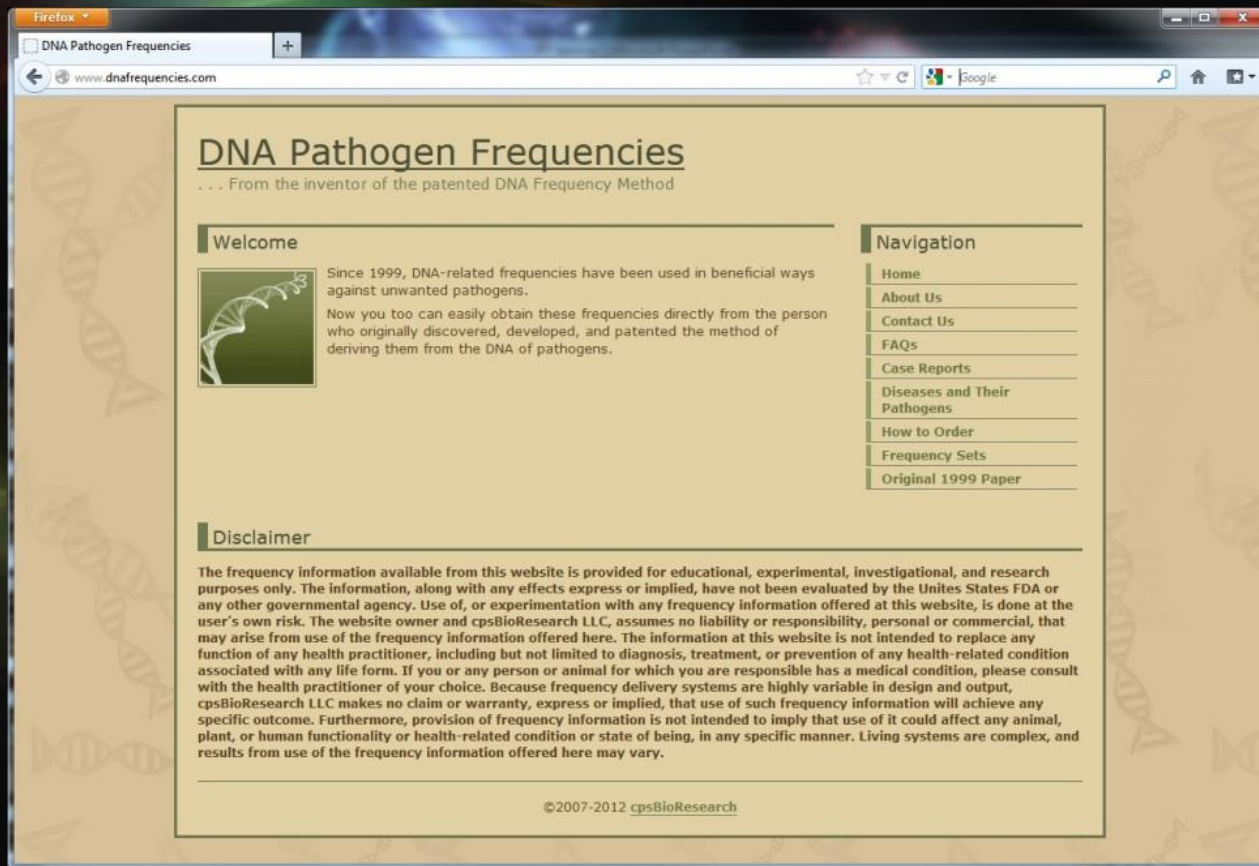 Firefox
DNA Pathogen Frequencies
www.dnafrequencies.com
Google
DNA Pathogen Frequencies
. . . From the inventor of the patented DNA Frequency Method
Welcome
Since 1999, DNA-related frequencies have been used in beneficial ways
against unwanted pathogens.
Now you too can easily obtain these frequencies directly from the person
who originally discovered, developed, and patented the method of
deriving them from the DNA of pathogens.
Navigation
Home
About Us
Contact Us
FAQs
Case Reports
Diseases and Their
Pathogens
How to Order
Frequency Sets
Original 1999 Paper
Disclaimer
The frequency information available from this website is provided for educational, experimental, investigational, and research
purposes only. The information, along with any effects express or implied, have not been evaluated by the Unites States FDA or
any other governmental agency. Use of, or experimentation with any frequency information offered at this website, is done at the
user's own risk. The website owner and cpsBioResearch LLC, assumes no liability or responsibility, personal or commercial, that
may arise from use of the frequency information offered here. The information at this website is not intended to replace any
function of any health practitioner, including but not limited to diagnosis, treatment, or prevention of any health-related condition
associated with any life form. If you or any person or animal for which you are responsible has a medical condition, please consult
with the health practitioner of your choice. Because frequency delivery systems are highly variable in design and output,
cpsBioResearch LLC makes no claim or warranty, express or implied, that use of such frequency information will achieve any
specific outcome. Furthermore, provision of frequency information is not intended to imply that use of it could affect any animal,
plant, or human functionality or health-related condition or state of being, in any specific manner. Living systems are complex, and
results from use of the frequency information offered here may vary.
©2007-2012 cpsBioResearch